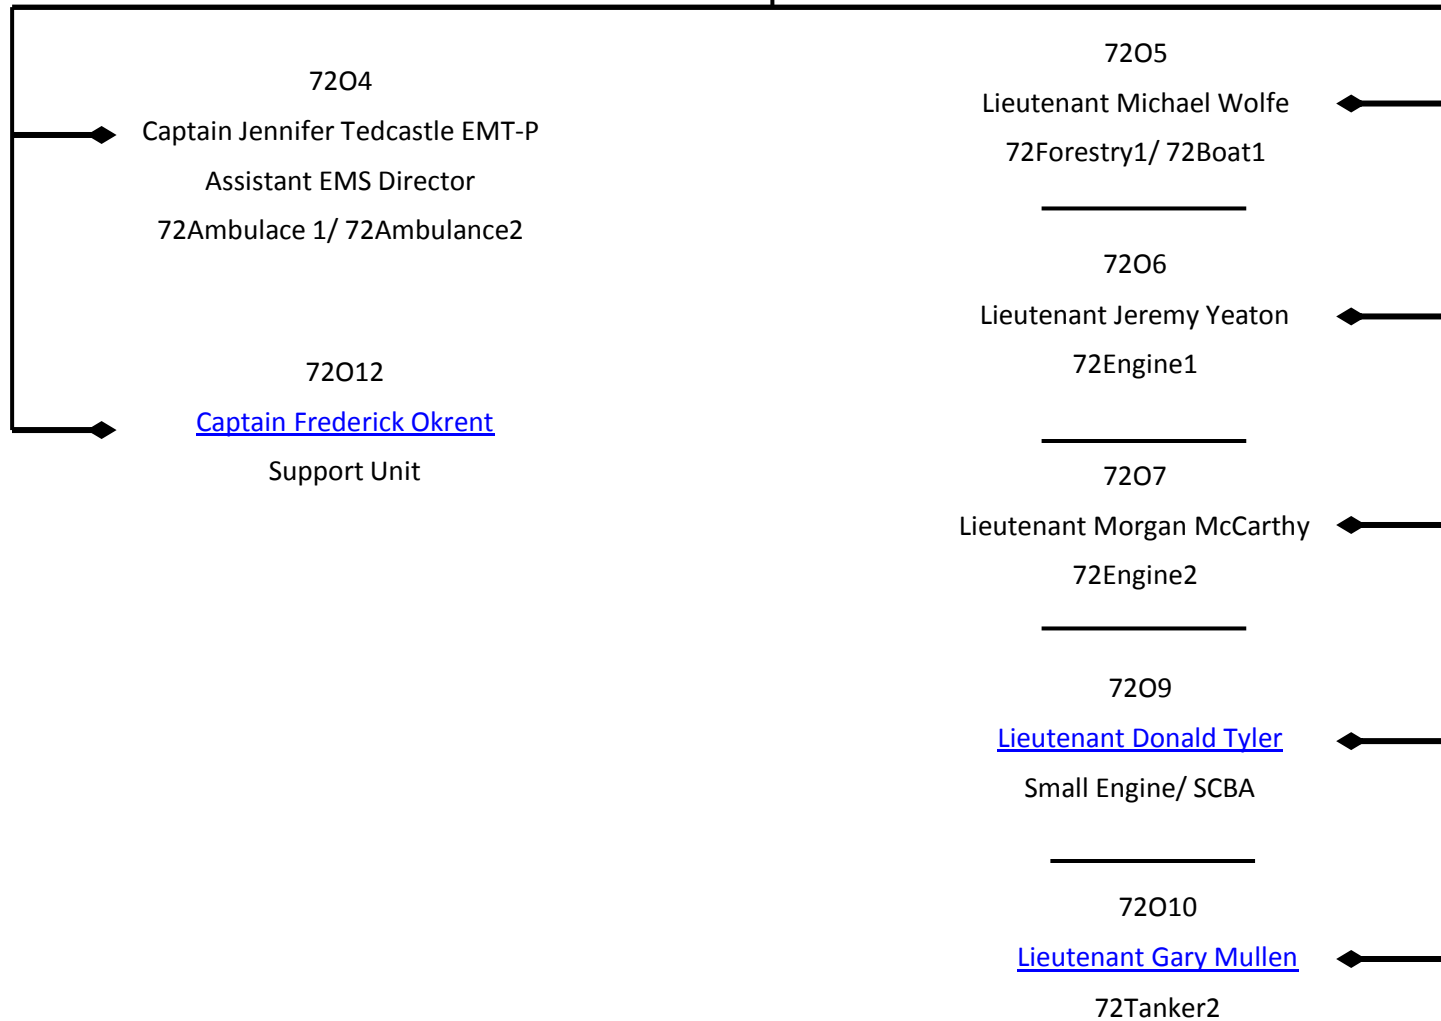 72O4
Captain Jennifer Tedcastle EMT-P
Assistant EMS Director
72Ambulace 1/ 72Ambulance2
72O12
Captain Frederick Okrent
Support Unit
72O5
Lieutenant Michael Wolfe
72Forestry1/ 72Boat1
72O6
Lieutenant Jeremy Yeaton
72Engine1
72O7
Lieutenant Morgan McCarthy
72Engine2
72O9
Lieutenant Donald Tyler
Small Engine/ SCBA
72O10
Lieutenant Gary Mullen
72Tanker2